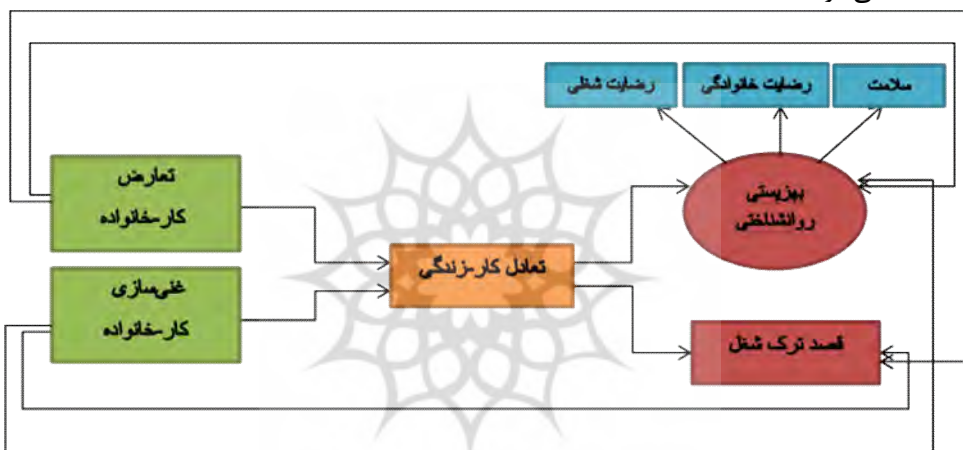 رضایت شغلی
رضایت خانوادگی
سلامت
تعارض
کار-خانواده
بهزیستی
روانشناختی
تعادل کار-زندگی
غنی‌سازی
کار-خانواده
قصد ترک شغل